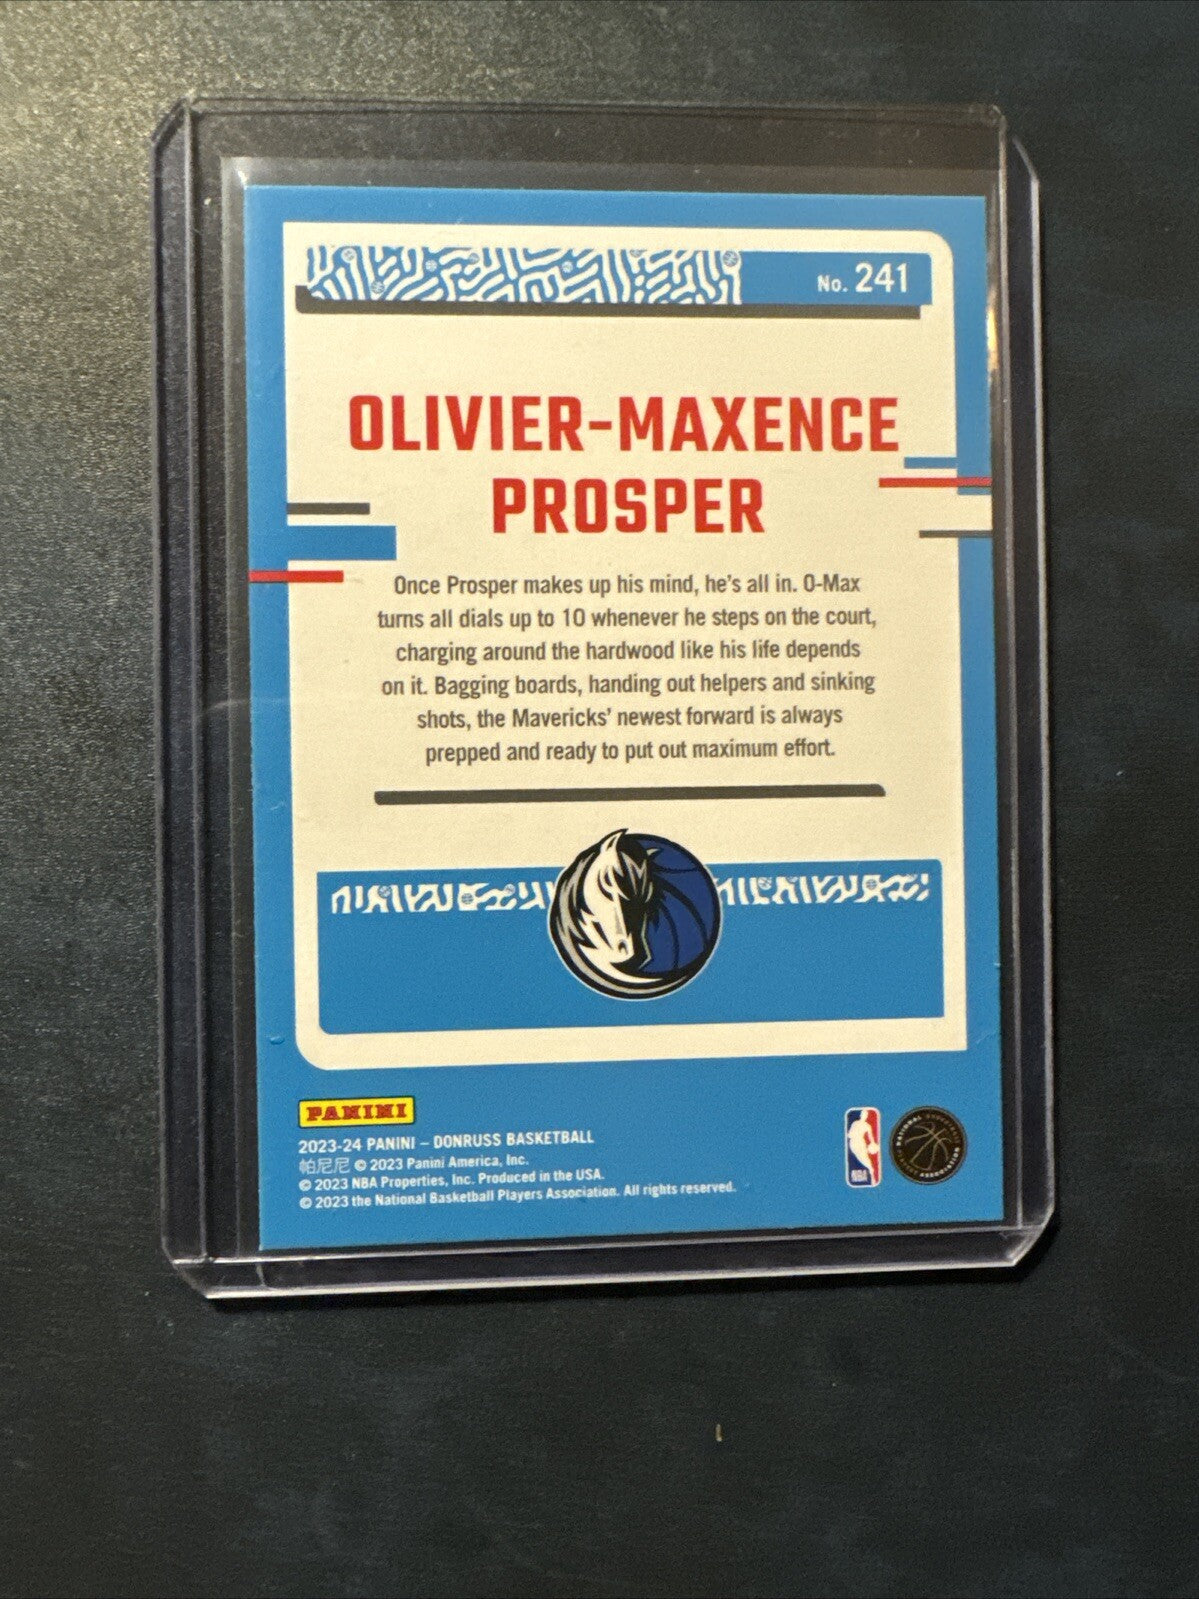 No. 241
OLIVIER-MAXENCE
PROSPER
Once Prosper makes up his mind, he's all in. O-Max
turns all dials up to 10 whenever he steps on the court,
charging around the hardwood like his life depends
on it. Bagging boards, handing out helpers and sinking
shots, the Mavericks' newest forward is always
prepped and ready to put out maximum effort.
PANINI
2023-24 PANINI – DONRUSS BASKETBALL
帕尼尼 © 2023 Panini America, Inc.
© 2023 NBA Properties, Inc. Produced in the USA.
© 2023 the National Basketball Players Association. All rights reserved.
NBA